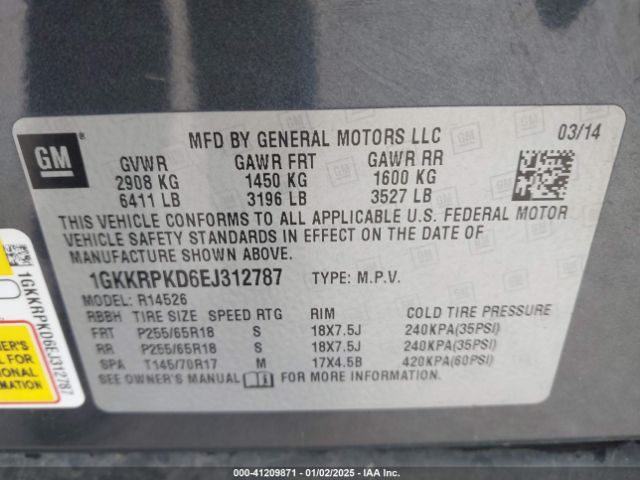 GM
®
MFD BY GENERAL MOTORS LLC 03/14
GVWR GAWR FRT GAWR RR
2908 KG 1450 KG 1600 KG
6411 LB 3196 LB 3527 LB
THIS VEHICLE CONFORMS TO ALL APPLICABLE U.S. FEDERAL MOTOR
VEHICLE SAFETY STANDARDS IN EFFECT ON THE DATE OF
MANUFACTURE SHOWN ABOVE.
1GKKRPKD6EJ312787 TYPE: M.P.V.
MODEL: R14526
RBBH TIRE SIZE SPEED RTG RIM COLD TIRE PRESSURE
FRT P255/65R18 S 18X7.5J 240KPA(35PSI)
RR P255/65R18 S 18X7.5J 240KPA(35PSI)
SPA T145/70R17 M 17X4.5B 420KPA(60PSI)
SEE OWNER'S MANUAL FOR MORE INFORMATION
1GKKRPKD6EJ312787
OWNER'S
FOR
ATIONAL
ATION
000-41209871 01/02/2025 IAA, INC.